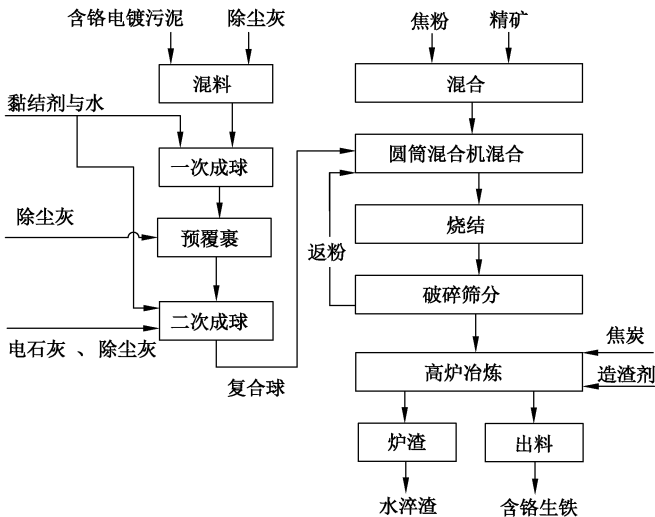 含铬电镀污泥
除尘灰
混料
黏结剂与水
一次成球
除尘灰
预覆裹
二次成球
电石灰 、除尘灰
复合球
焦粉
精矿
混合
圆筒混合机混合
烧结
返粉
破碎筛分
焦炭
高炉冶炼
造渣剂
炉渣
出料
水淬渣
含铬生铁